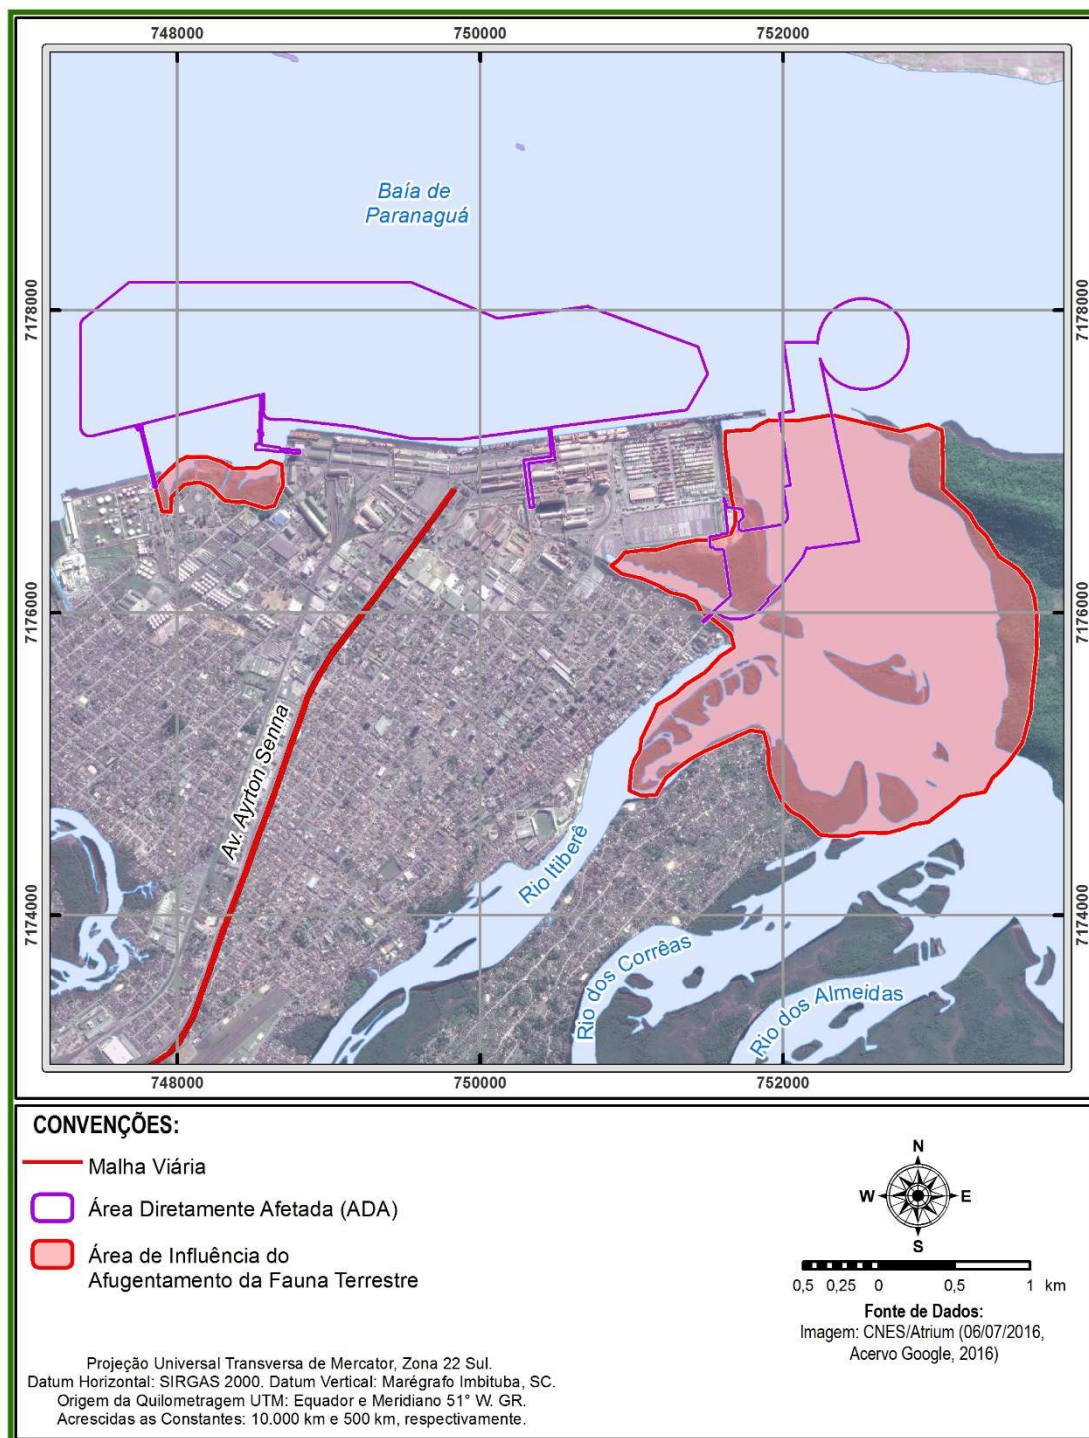 748000
750000
752000
Baía de
Paranaguá
7178000
7178000
7176000
7176000
Av. Ayrton Senna
Rio Itiberê
7174000
7174000
Rio dos Corrêas
Rio dos Almeidas
748000
750000
752000
CONVENÇÕES:
Malha Viária
Área Diretamente Afetada (ADA)
Área de Influência do
Afugentamento da Fauna Terrestre
N
W
E
S
0,5 0,25 0 0,5 1 km
Fonte de Dados:
Imagem: CNES/Atrium (06/07/2016,
Acervo Google, 2016)
Projeção Universal Transversa de Mercator, Zona 22 Sul.
Datum Horizontal: SIRGAS 2000. Datum Vertical: Marégrafo Imbituba, SC.
Origem da Quilometragem UTM: Equador e Meridiano 51° W. GR.
Acrescidas as Constantes: 10.000 km e 500 km, respectivamente.